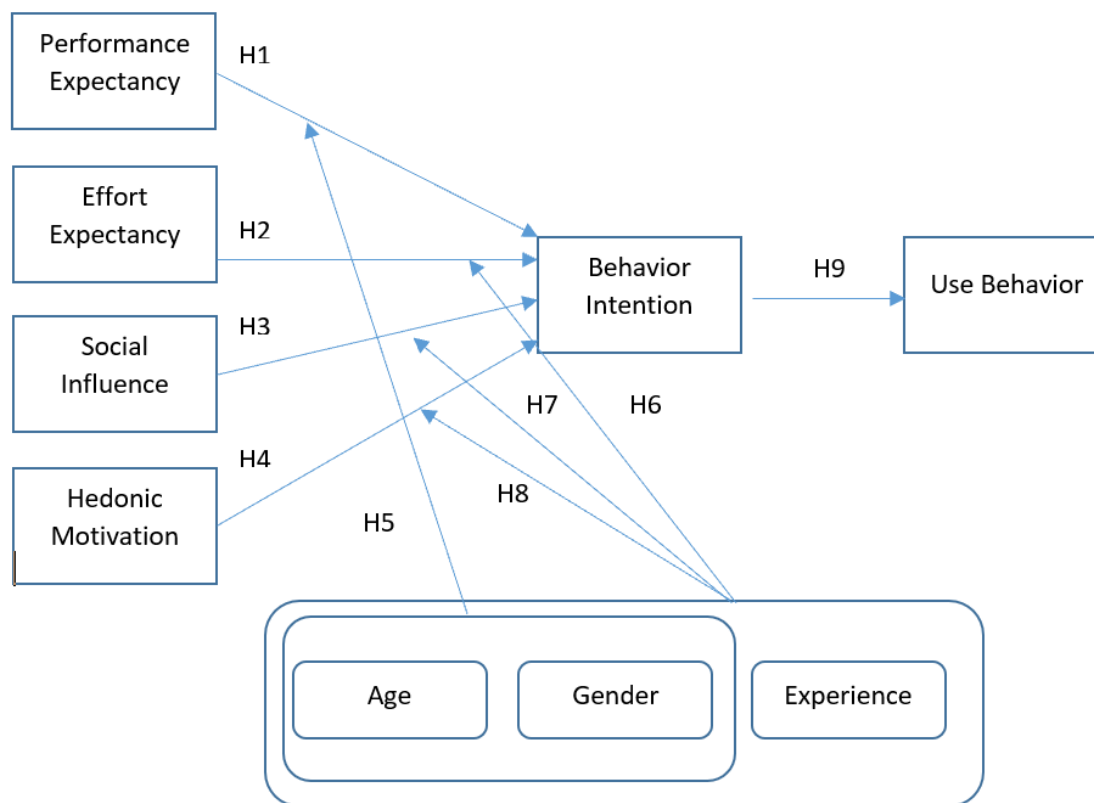 Performance
Expectancy
H1
Effort
Expectancy
H2
Behavior
Intention
H9
Use Behavior
Social
Influence
H3
H7
H6
Hedonic
Motivation
H4
H8
H5
Age
Gender
Experience